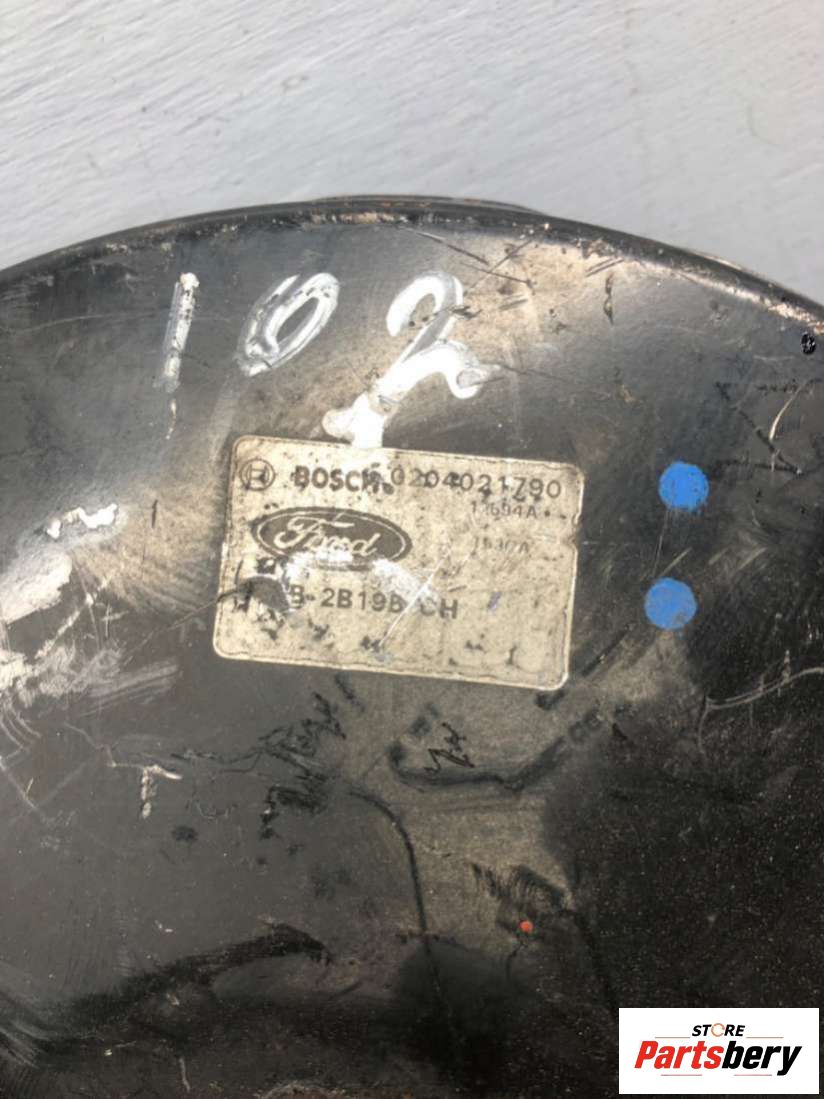 102
BOSCH 0204021790
Ford
2B195 CH
STORE
Partsbery